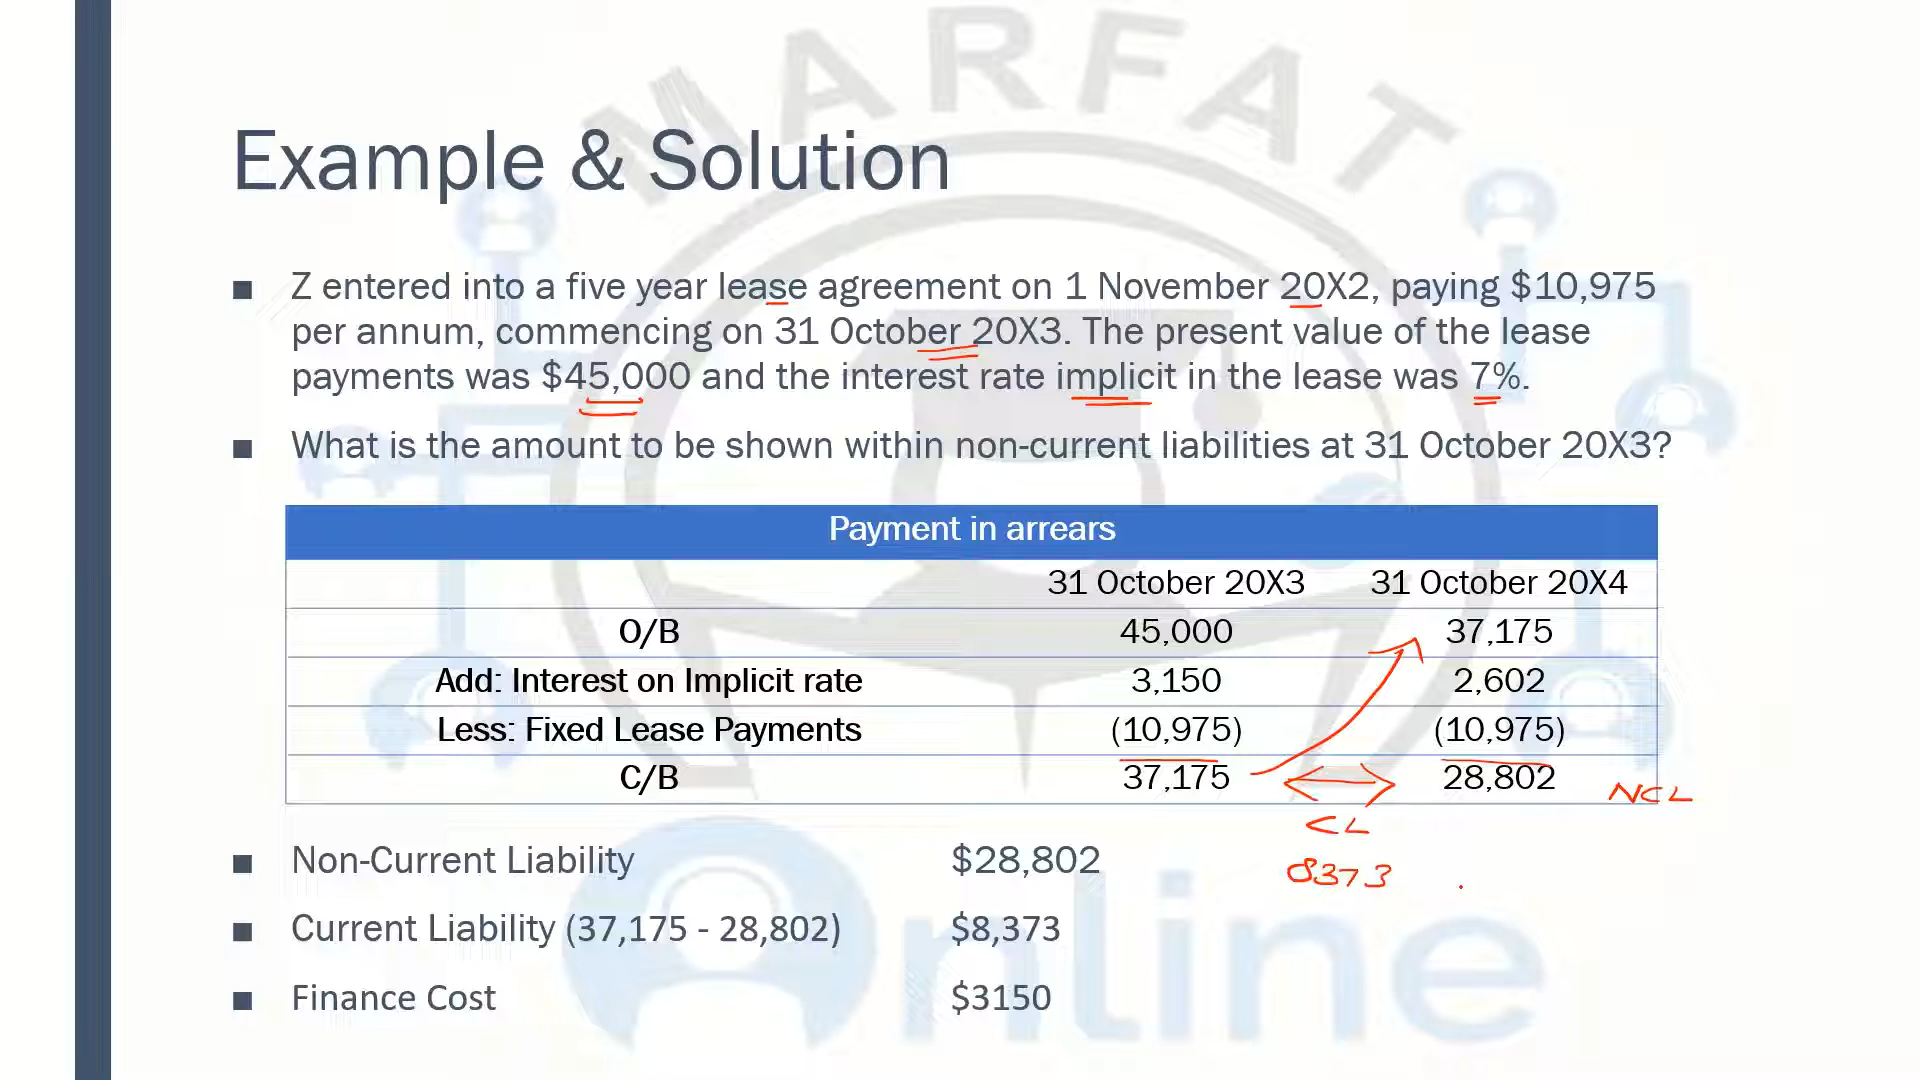 MARFAT
Example & Solution
■ Z entered into a five year lease agreement on 1 November 20X2, paying $10,975
per annum, commencing on 31 October 20X3. The present value of the lease
payments was $45,000 and the interest rate implicit in the lease was 7%.
■ What is the amount to be shown within non-current liabilities at 31 October 20X3?
Payment in arrears
31 October 20X3 31 October 20X4
O/B 45,000 37,175
Add: Interest on Implicit rate 3,150 2,602
Less: Fixed Lease Payments (10,975) (10,975)
C/B 37,175 28,802 NCL
CL
■ Non-Current Liability $28,802 8373
■ Current Liability (37,175 - 28,802) $8,373
■ Finance Cost $3150
Online